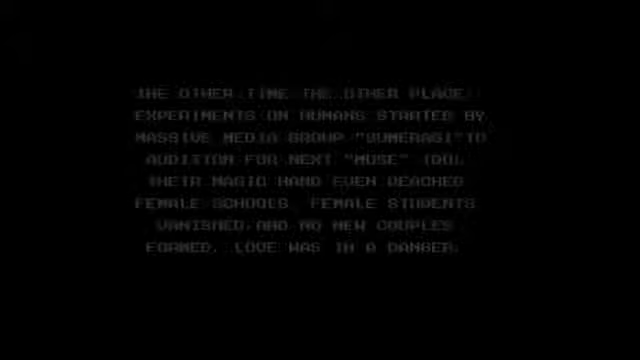 THE OTHER TIME THE OTHER PLACE.
EXPERIMENTS ON HUMANS STARTED BY
MASSIVE MEDIA GROUP "SUMERAGI"TO
AUDITION FOR NEXT "MUSE" IDOL
THEIR MAGIC HAND EVEN REACHED
FEMALE SCHOOLS. FEMALE STUDENTS
VANISHED,AND NO NEW COUPLES
FORMED. LOVE WAS IN A DANGER.